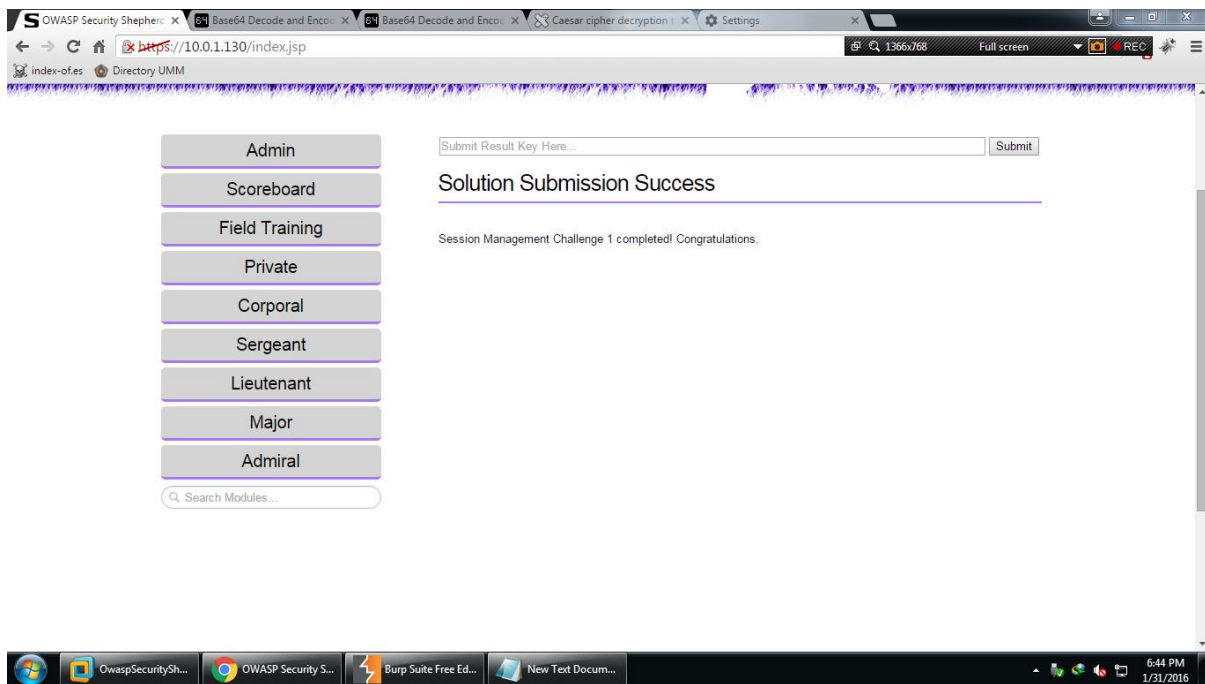 OWASP Security Shepherd
Base64 Decode and Encod
Base64 Decode and Encod
Caesar cipher decryption t
Settings
https://10.0.1.130/index.jsp
1366x768
Full screen
REC
index-of.es
Directory UMM
Admin
Scoreboard
Field Training
Private
Corporal
Sergeant
Lieutenant
Major
Admiral
Search Modules...
Submit Result Key Here...
Submit
Solution Submission Success
Session Management Challenge 1 completed! Congratulations.
OwaspSecuritySh...
OWASP Security S...
Burp Suite Free Ed...
New Text Docum...
6:44 PM
1/31/2016